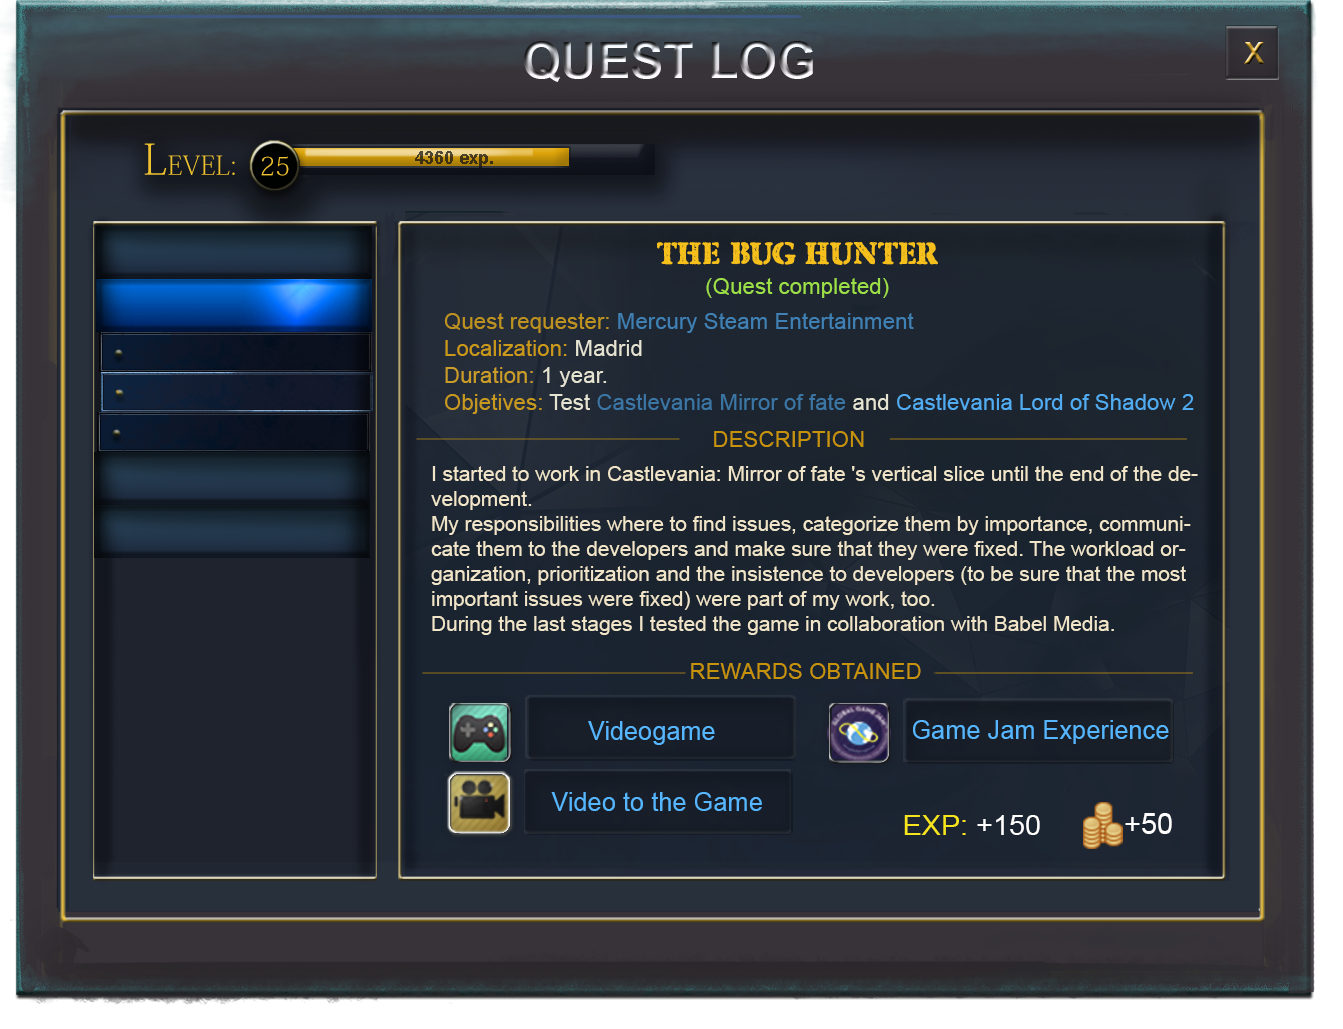 QUEST LOG
X
LEVEL: 25
4360 exp.
THE BUG HUNTER
(Quest completed)
Quest requester: Mercury Steam Entertainment
Localization: Madrid
Duration: 1 year.
Objetives: Test Castlevania Mirror of fate and Castlevania Lord of Shadow 2
DESCRIPTION
I started to work in Castlevania: Mirror of fate 's vertical slice until the end of the de-
velopment.
My responsibilities where to find issues, categorize them by importance, communi-
cate them to the developers and make sure that they were fixed. The workload or-
ganization, prioritization and the insistence to developers (to be sure that the most
important issues were fixed) were part of my work, too.
During the last stages I tested the game in collaboration with Babel Media.
REWARDS OBTAINED
Videogame
GLOBAL GAME JAM
Game Jam Experience
Video to the Game
EXP: +150
+50